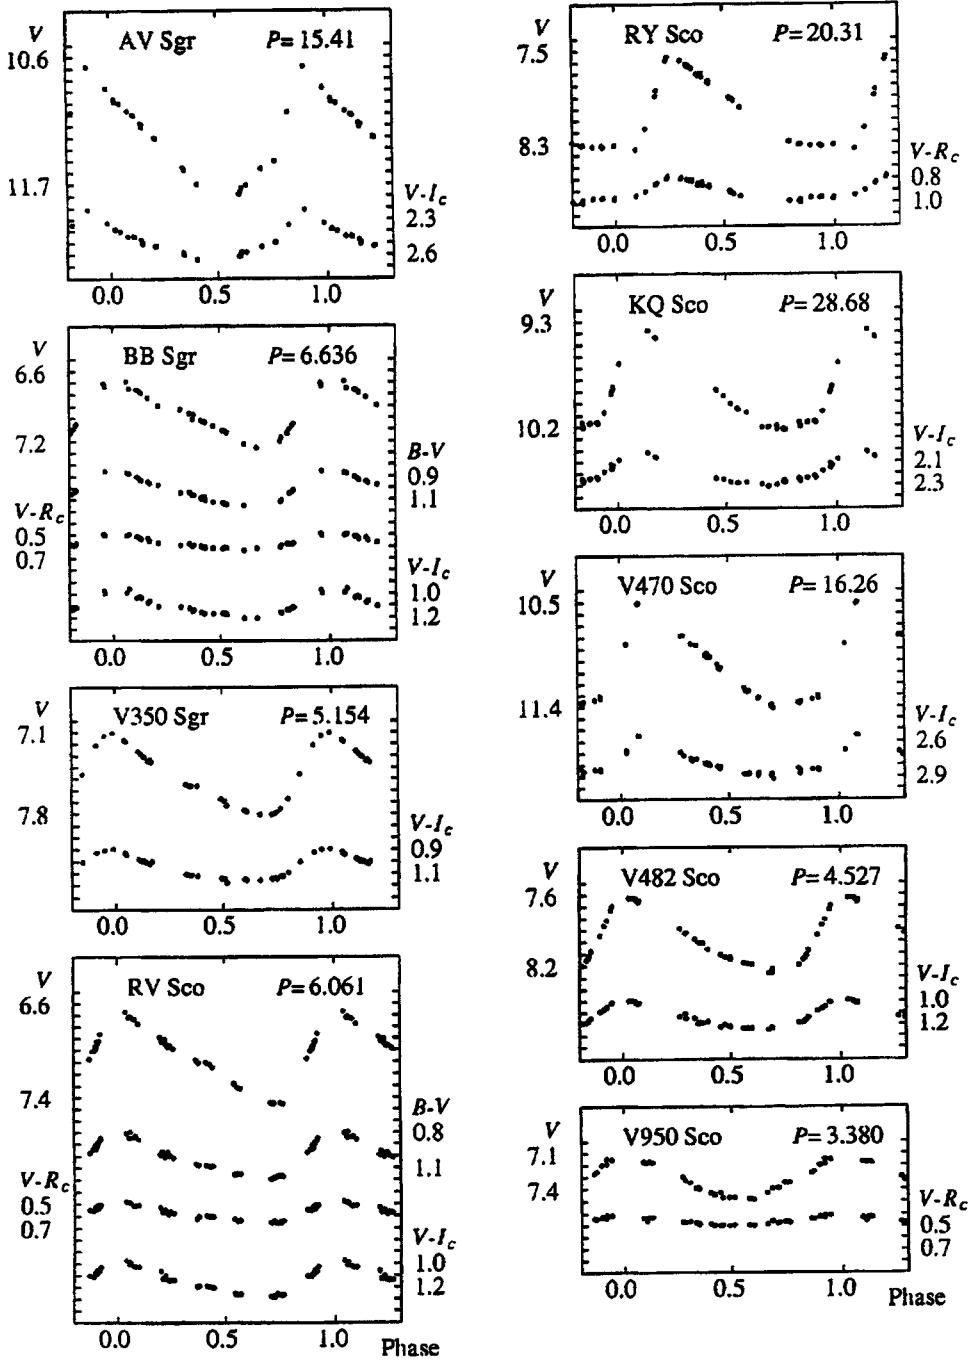 V
AV Sgr P=15.41
10.6
11.7
V-Ic
2.3
2.6
0.0 0.5 1.0
V
BB Sgr P=6.636
6.6
7.2
B-V
0.9
1.1
V-Rc
0.5
0.7
V-Ic
1.0
1.2
0.0 0.5 1.0
V
V350 Sgr P=5.154
7.1
7.8
V-Ic
0.9
1.1
0.0 0.5 1.0
V
RV Sco P=6.061
6.6
7.4
B-V
0.8
1.1
V-Rc
0.5
0.7
V-Ic
1.0
1.2
0.0 0.5 1.0
Phase
V
RY Sco P=20.31
7.5
8.3
V-Rc
0.8
1.0
0.0 0.5 1.0
V
KQ Sco P=28.68
9.3
10.2
V-Ic
2.1
2.3
0.0 0.5 1.0
V
V470 Sco P=16.26
10.5
11.4
V-Ic
2.6
2.9
0.0 0.5 1.0
V
V482 Sco P=4.527
7.6
8.2
V-Ic
1.0
1.2
0.0 0.5 1.0
V
V950 Sco P=3.380
7.1
7.4
V-Rc
0.5
0.7
0.0 0.5 1.0
Phase